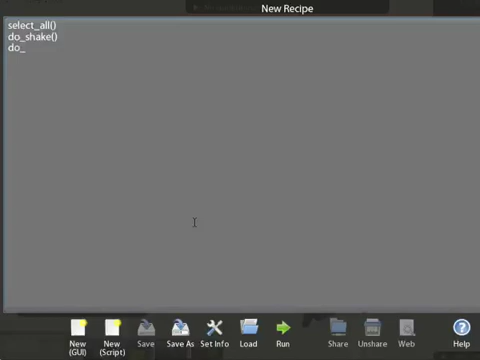 New Recipe
select_all()
do_shake()
do_
New
(GUI)
New
(Script)
Save
Save As
Set Info
Load
Run
Share
Unshare
Web
Help